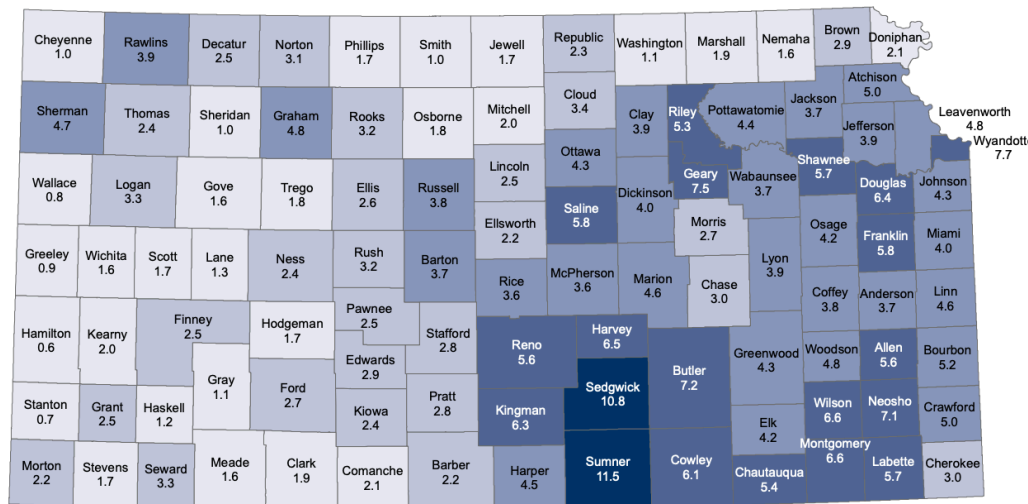 Cheyenne
1.0
Rawlins
3.9
Decatur
2.5
Norton
3.1
Phillips
1.7
Smith
1.0
Jewell
1.7
Republic
2.3
Washington
1.1
Marshall
1.9
Nemaha
1.6
Brown
2.9
Doniphan
2.1
Atchison
5.0
Sherman
4.7
Thomas
2.4
Sheridan
1.0
Graham
4.8
Rooks
3.2
Osborne
1.8
Mitchell
2.0
Cloud
3.4
Clay
3.9
Riley
5.3
Pottawatomie
4.4
Jackson
3.7
Jefferson
3.9
Leavenworth
4.8
Wyandotte
7.7
Wallace
0.8
Logan
3.3
Gove
1.6
Trego
1.8
Ellis
2.6
Russell
3.8
Lincoln
2.5
Ottawa
4.3
Saline
5.8
Dickinson
4.0
Geary
7.5
Wabaunsee
3.7
Shawnee
5.7
Douglas
6.4
Johnson
4.3
Ellsworth
2.2
Morris
2.7
Osage
4.2
Franklin
5.8
Miami
4.0
Greeley
0.9
Wichita
1.6
Scott
1.7
Lane
1.3
Ness
2.4
Rush
3.2
Barton
3.7
Rice
3.6
McPherson
3.6
Marion
4.6
Chase
3.0
Lyon
3.9
Coffey
3.8
Anderson
3.7
Linn
4.6
Hamilton
0.6
Kearny
2.0
Finney
2.5
Hodgeman
1.7
Pawnee
2.5
Stafford
2.8
Edwards
2.9
Reno
5.6
Harvey
6.5
Sedgwick
10.8
Butler
7.2
Greenwood
4.3
Woodson
4.8
Allen
5.6
Bourbon
5.2
Stanton
0.7
Grant
2.5
Haskell
1.2
Gray
1.1
Ford
2.7
Kiowa
2.4
Pratt
2.8
Kingman
6.3
Elk
4.2
Wilson
6.6
Neosho
7.1
Crawford
5.0
Morton
2.2
Stevens
1.7
Seward
3.3
Meade
1.6
Clark
1.9
Comanche
2.1
Barber
2.2
Harper
4.5
Sumner
11.5
Cowley
6.1
Chautauqua
5.4
Montgomery
6.6
Labette
5.7
Cherokee
3.0